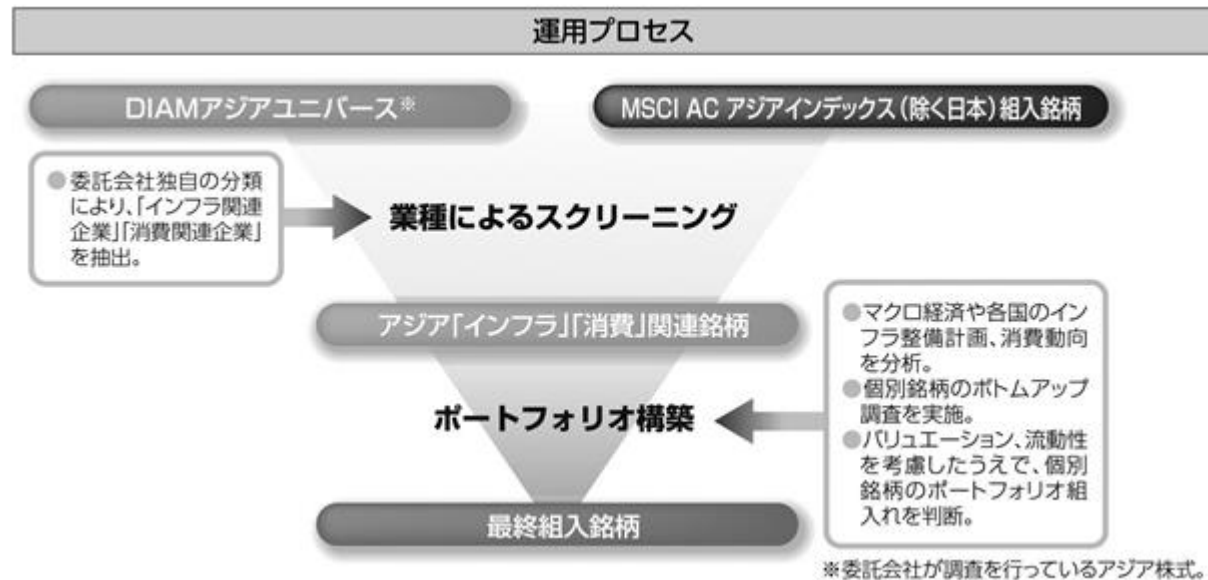 運用プロセス
DIAMアジアユニバース※
MSCI AC アジアインデックス(除く日本)組入銘柄
●委託会社独自の分類
により、「インフラ関連
企業」「消費関連企業」
を抽出。
業種によるスクリーニング
アジア「インフラ」「消費」関連銘柄
●マクロ経済や各国のイン
フラ整備計画、消費動向
を分析。
●個別銘柄のボトムアップ
調査を実施。
●バリュエーション、流動性
を考慮したうえで、個別
銘柄のポートフォリオ組
入れを判断。
ポートフォリオ構築
最終組入銘柄
※委託会社が調査を行っているアジア株式。